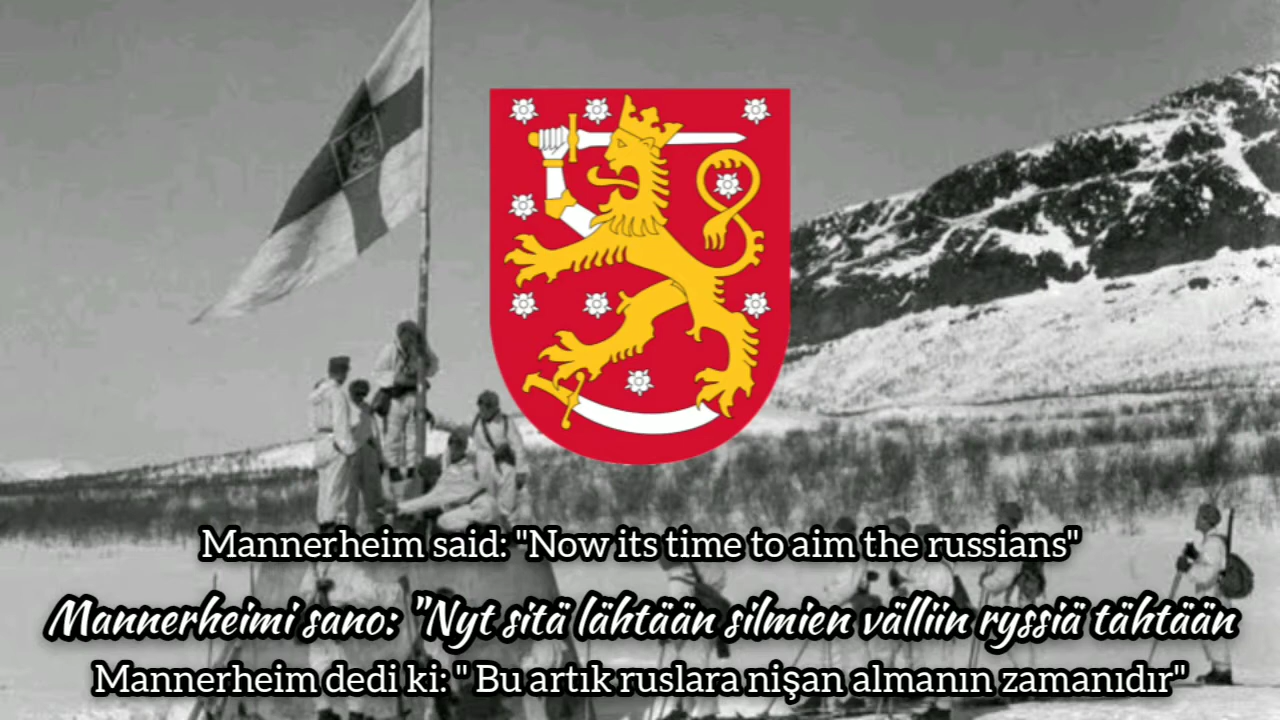 Mannerheim said: "Now its time to aim the russians"
Mannerheimi sano: "Nyt sitä lähtään silmien välliin ryssiä tähtään
Mannerheim dedi ki: " Bu artık ruslara nişan almanın zamanıdır"